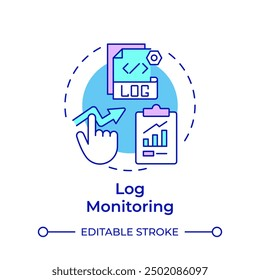 </>
LOG
Log
Monitoring
EDITABLE STROKE
shutterstock.com · 2502086097